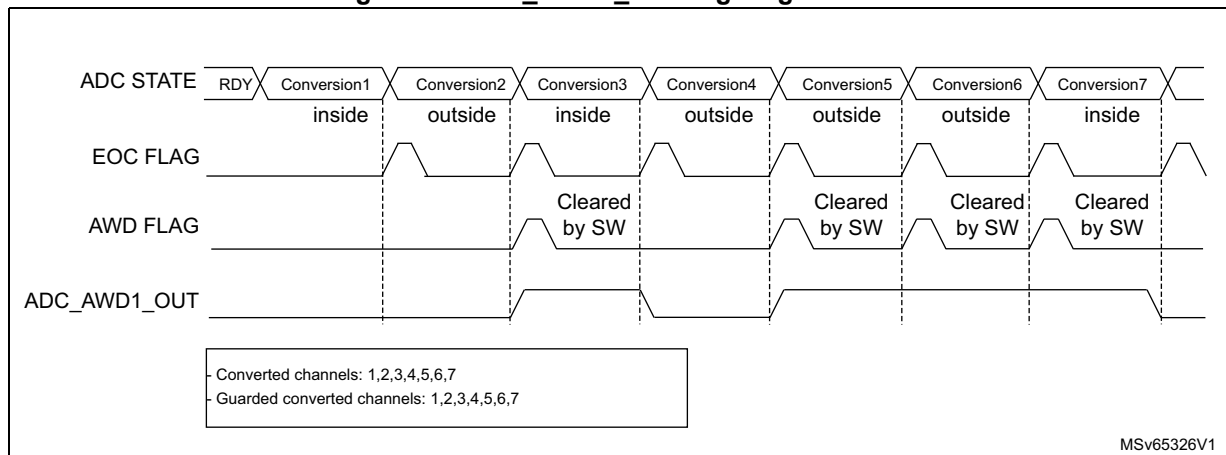 ADC STATE RDY Conversion1 Conversion2 Conversion3 Conversion4 Conversion5 Conversion6 Conversion7
inside outside inside outside outside outside inside
EOC FLAG
Cleared by SW Cleared by SW Cleared by SW Cleared by SW
AWD FLAG
ADC_AWD1_OUT
- Converted channels: 1,2,3,4,5,6,7
- Guarded converted channels: 1,2,3,4,5,6,7
MSv65326V1